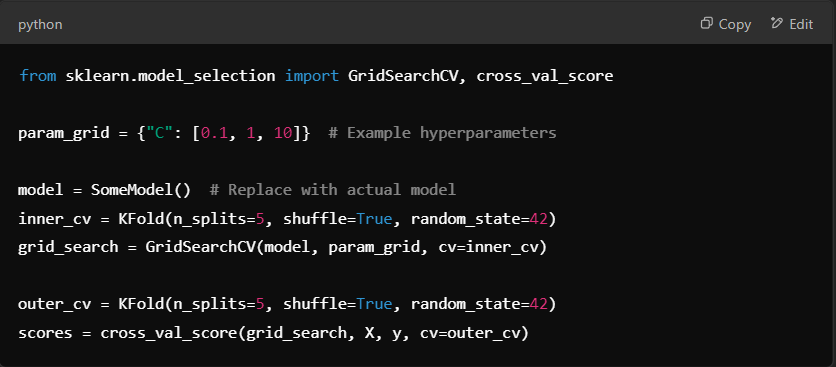 python
Copy Edit
from sklearn.model_selection import GridSearchCV, cross_val_score
param_grid = {"C": [0.1, 1, 10]}  # Example hyperparameters
model = SomeModel()  # Replace with actual model
inner_cv = KFold(n_splits=5, shuffle=True, random_state=42)
grid_search = GridSearchCV(model, param_grid, cv=inner_cv)
outer_cv = KFold(n_splits=5, shuffle=True, random_state=42)
scores = cross_val_score(grid_search, X, y, cv=outer_cv)